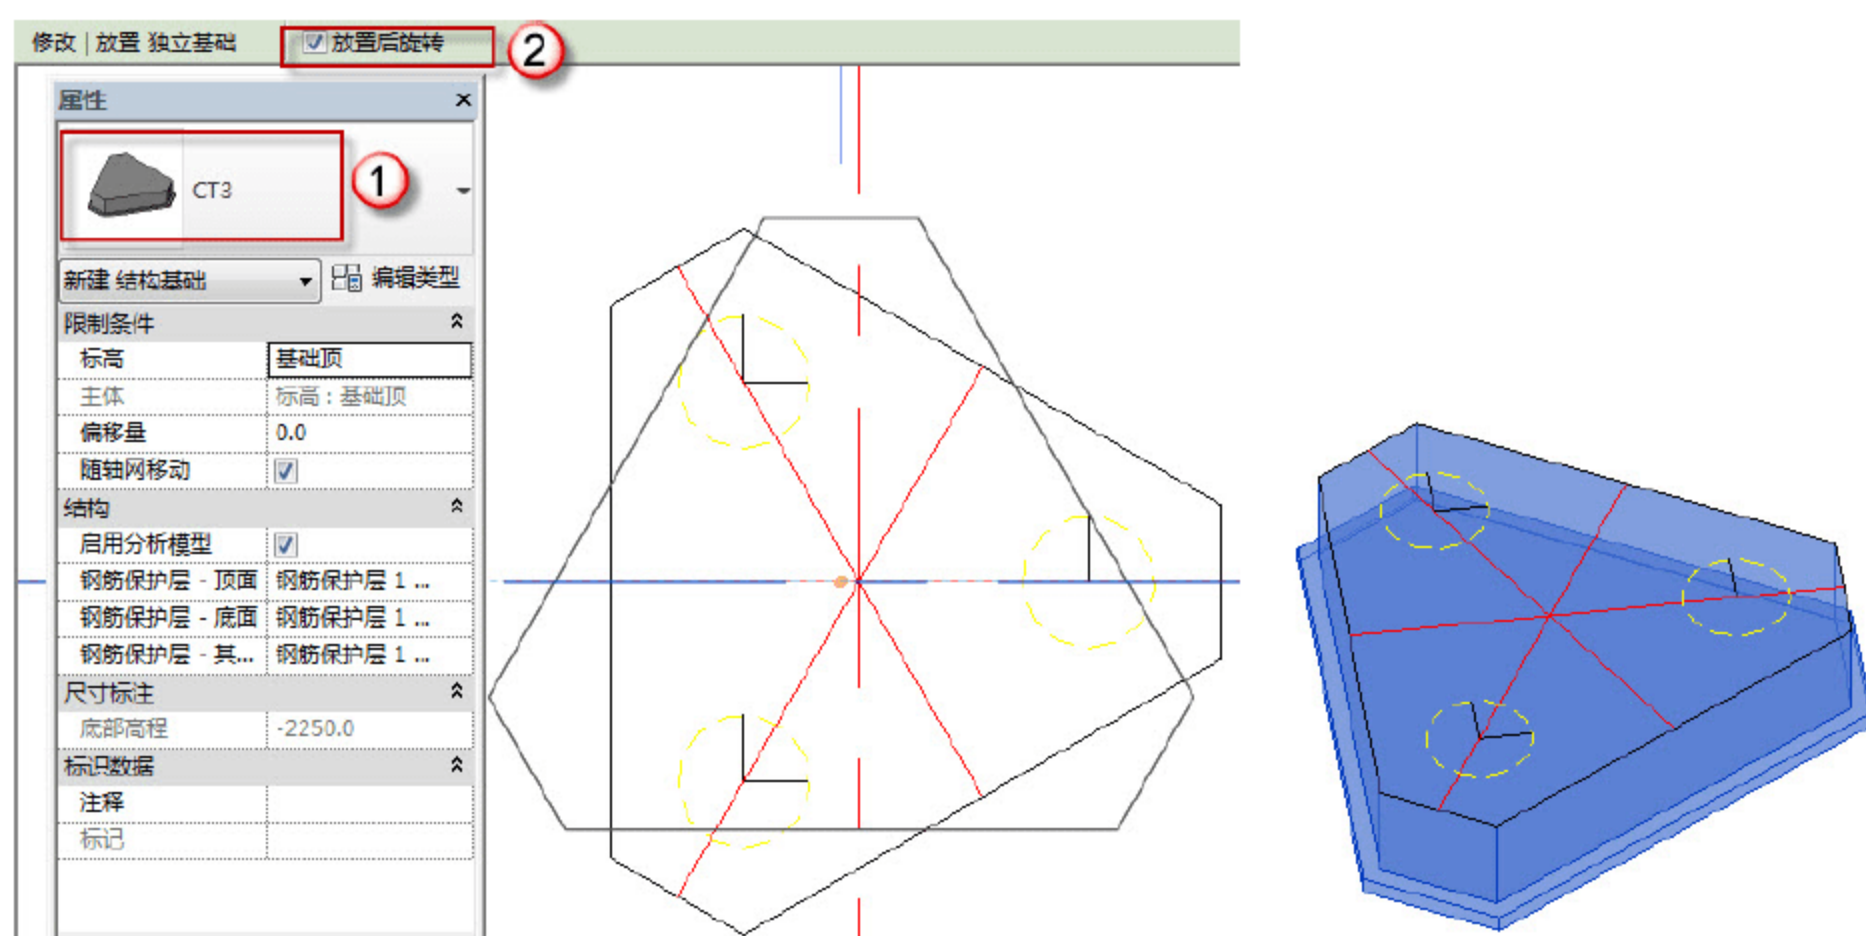 修改 | 放置 独立基础 放置后旋转 2
属性
CT3 1
新建 结构基础 编辑类型
限制条件
标高 基础顶
主体 标高 : 基础顶
偏移量 0.0
随轴网移动
结构
启用分析模型
钢筋保护层 - 顶面 钢筋保护层 1 ...
钢筋保护层 - 底面 钢筋保护层 1 ...
钢筋保护层 - 其... 钢筋保护层 1 ...
尺寸标注
底部高程 -2250.0
标识数据
注释
标记